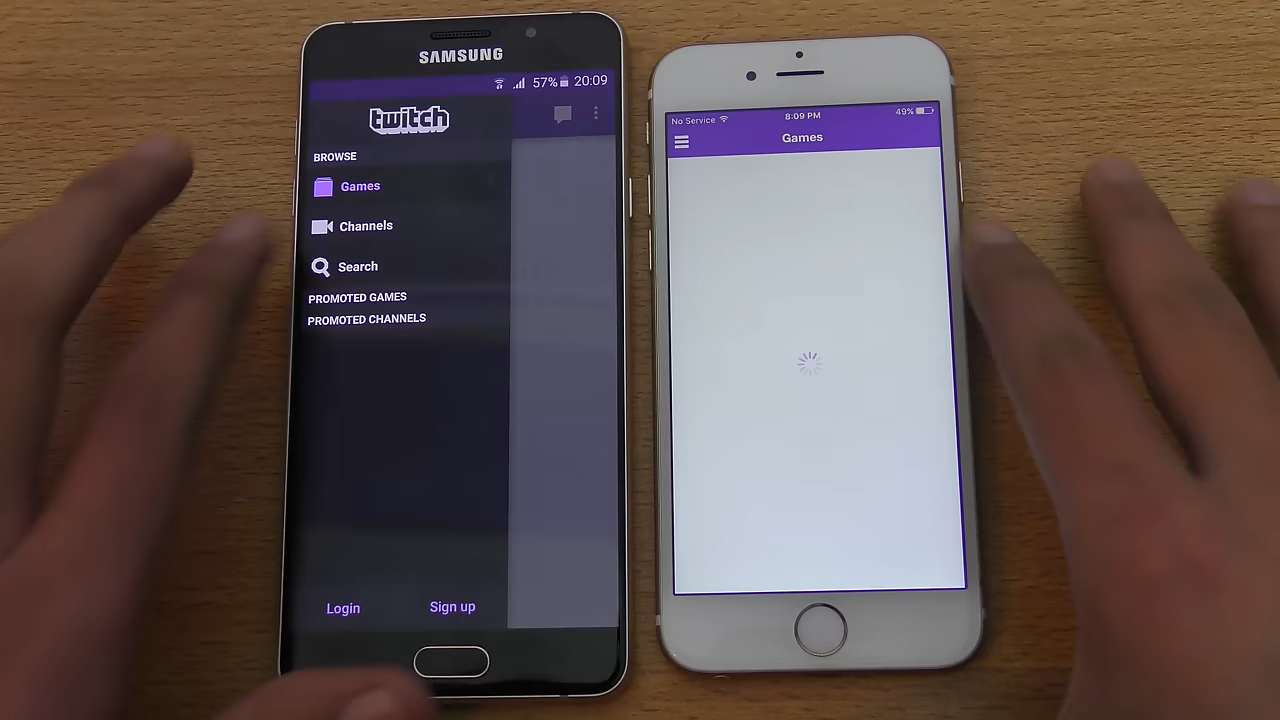 SAMSUNG
57% 20:09
twitch
BROWSE
Games
Channels
Search
PROMOTED GAMES
PROMOTED CHANNELS
Login Sign up
No Service 8:09 PM 49%
Games